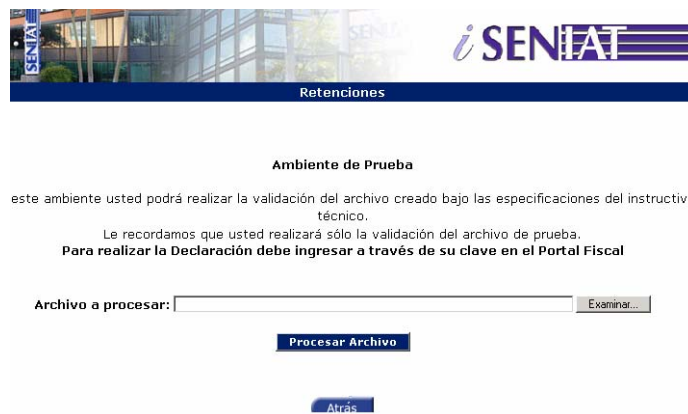 SENIAT
i SENIAT
Retenciones
Ambiente de Prueba
este ambiente usted podrá realizar la validación del archivo creado bajo las especificaciones del instructiv
técnico.
Le recordamos que usted realizará sólo la validación del archivo de prueba.
Para realizar la Declaración debe ingresar a través de su clave en el Portal Fiscal
Archivo a procesar: Examinar...
Procesar Archivo
Atrás